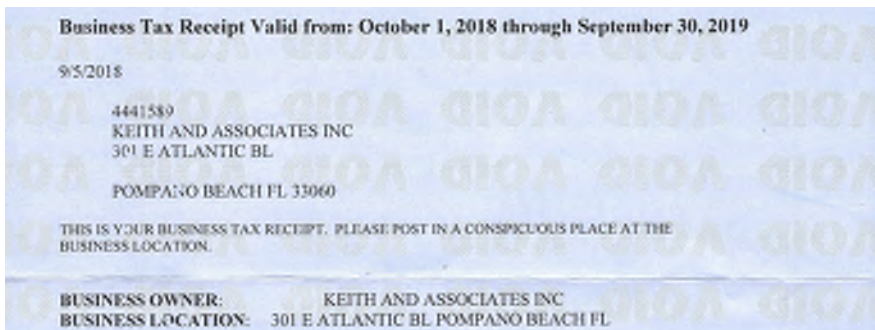 Business Tax Receipt Valid from: October 1, 2018 through September 30, 2019
9/5/2018
4441589
KEITH AND ASSOCIATES INC
301 E ATLANTIC BL
POMPANO BEACH FL 33060
THIS IS YOUR BUSINESS TAX RECEIPT. PLEASE POST IN A CONSPICUOUS PLACE AT THE
BUSINESS LOCATION.
BUSINESS OWNER: KEITH AND ASSOCIATES INC
BUSINESS LOCATION: 301 E ATLANTIC BL POMPANO BEACH FL